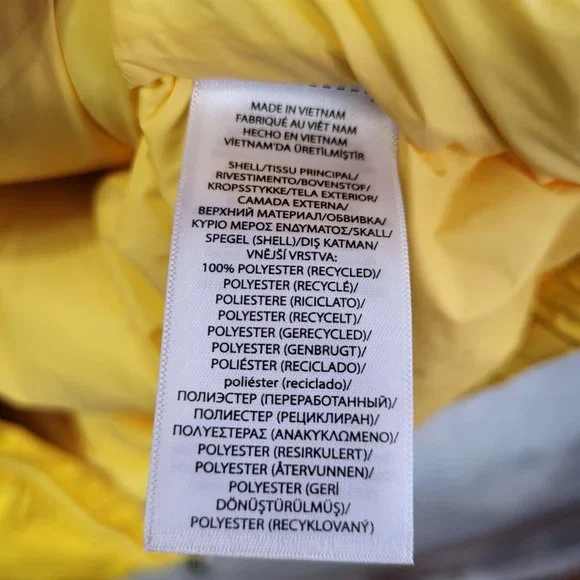 MADE IN VIETNAM
FABRIQUÉ AU VIÊT NAM
HECHO EN VIETNAM
VIETNAM'DA ÜRETİLMİŞTİR
SHELL/TISSU PRINCIPAL/
RIVESTIMENTO/BOVENSTOF/
KROPSSTYKKE/TELA EXTERIOR/
CAMADA EXTERNA/
ВЕРХНИЙ МАТЕРИАЛ/ОБВИВКА/
ΚΥΡΙΟ ΜΕΡΟΣ ΕΝΔΥΜΑΤΟΣ/SKALL/
SPEGEL (SHELL)/DIŞ KATMAN/
VNĚJŠÍ VRSTVA:
100% POLYESTER (RECYCLED)/
POLYESTER (RECYCLÉ)/
POLIESTERE (RICICLATO)/
POLYESTER (RECYCELT)/
POLYESTER (GERECYCLED)/
POLYESTER (GENBRUGT)/
POLIÉSTER (RECICLADO)/
poliéster (reciclado)/
ПОЛИЭСТЕР (ПЕРЕРАБОТАННЫЙ)/
ПОЛИЕСТЕР (РЕЦИКЛИРАН)/
ΠΟΛΥΕΣΤΕΡΑΣ (ΑΝΑΚΥΚΛΩΜΕΝΟ)/
POLYESTER (RESIRKULERT)/
POLYESTER (ÅTERVUNNEN)/
POLYESTER (GERİ
DÖNÜŞTÜRÜLMÜŞ)/
POLYESTER (RECYKLOVANÝ)